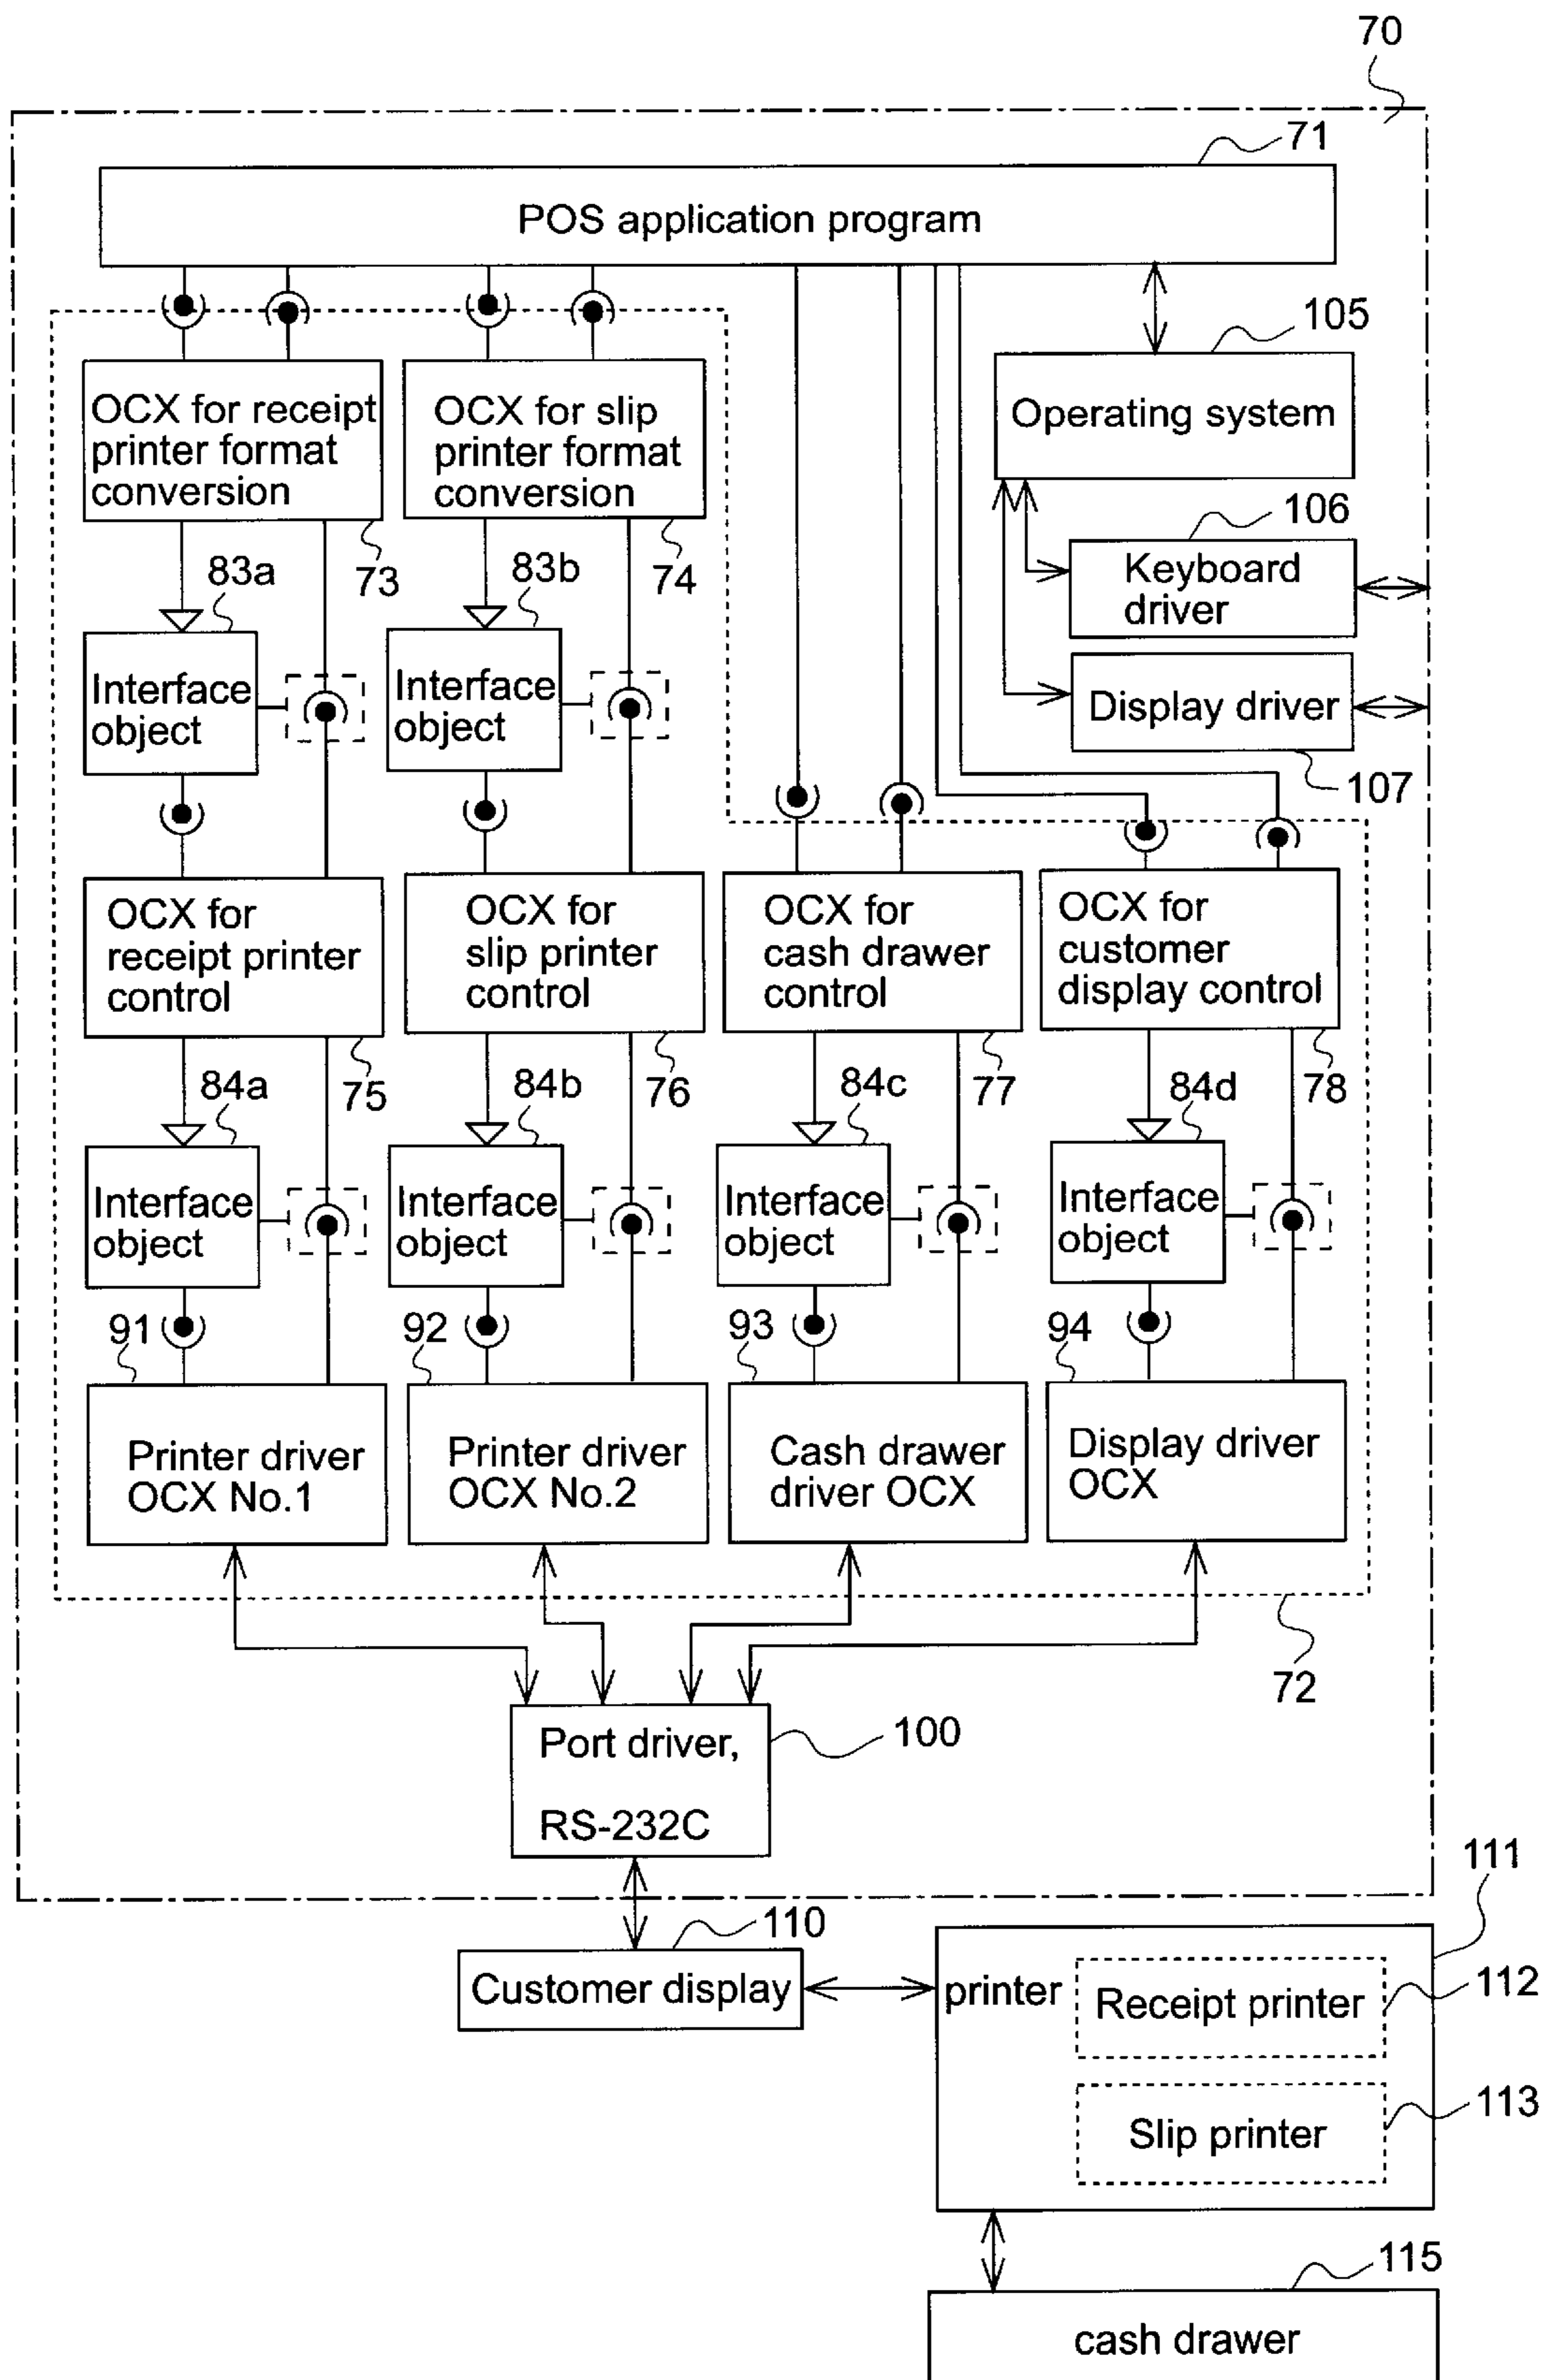 70
71
POS application program
105
OCX for receipt
printer format
conversion
OCX for slip
printer format
conversion
Operating system
106
83a
73
83b
74
Keyboard
driver
Interface
object
Interface
object
Display driver
107
OCX for
receipt printer
control
OCX for
slip printer
control
OCX for
cash drawer
control
OCX for
customer
display control
84a
75
84b
76
84c
77
84d
78
Interface
object
Interface
object
Interface
object
Interface
object
91
92
93
94
Printer driver
OCX No.1
Printer driver
OCX No.2
Cash drawer
driver OCX
Display driver
OCX
72
Port driver,
RS-232C
100
111
110
Customer display
printer
Receipt printer
112
Slip printer
113
115
cash drawer